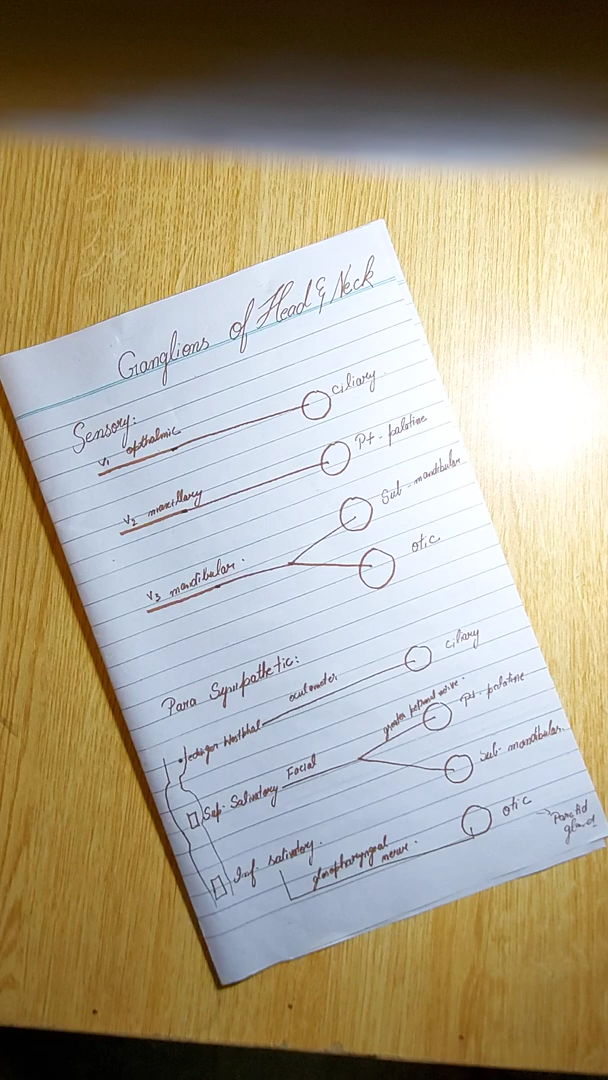 Ganglions of Head & Neck
Sensory:
V1 opthalmic ciliary
V2 maxillary Pt-palatine
Sub-mandibular
V3 mandibular. otic
Para Sympathetic:
oculomotor ciliary
Westphal
greater petrosal nerve. Pt-palatine
Sup. Salivatory Facial
Sub-mandibular.
Inf. salivatory. otic
glossopharyngeal nerve.
Parotid
gland